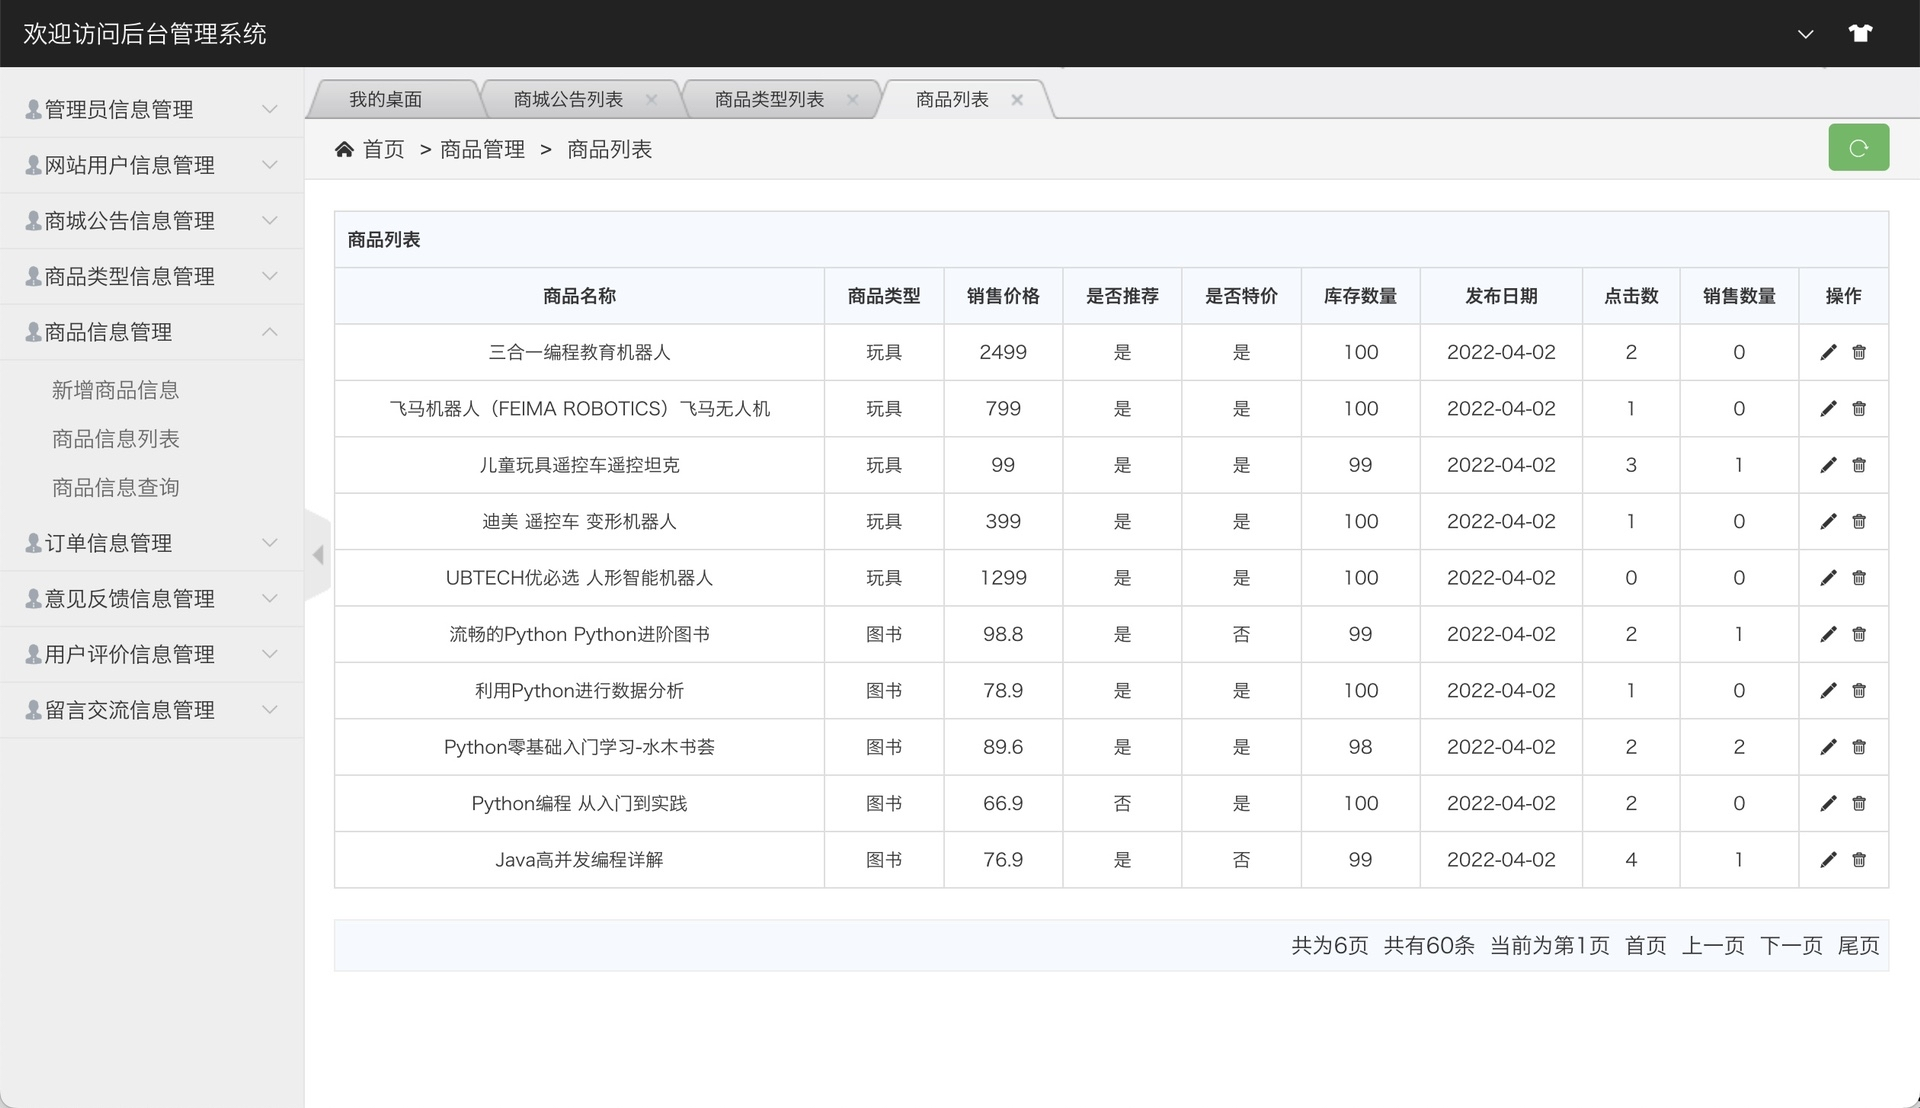 欢迎访问后台管理系统
管理员信息管理
网站用户信息管理
商城公告信息管理
商品类型信息管理
商品信息管理
新增商品信息
商品信息列表
商品信息查询
订单信息管理
意见反馈信息管理
用户评价信息管理
留言交流信息管理
我的桌面 商城公告列表 商品类型列表 商品列表
首页 > 商品管理 > 商品列表
商品列表
商品名称 商品类型 销售价格 是否推荐 是否特价 库存数量 发布日期 点击数 销售数量 操作
三合一编程教育机器人 玩具 2499 是 是 100 2022-04-02 2 0
飞马机器人（FEIMA ROBOTICS）飞马无人机 玩具 799 是 是 100 2022-04-02 1 0
儿童玩具遥控车遥控坦克 玩具 99 是 是 99 2022-04-02 3 1
迪美 遥控车 变形机器人 玩具 399 是 是 100 2022-04-02 1 0
UBTECH优必选 人形智能机器人 玩具 1299 是 是 100 2022-04-02 0 0
流畅的Python Python进阶图书 图书 98.8 是 否 99 2022-04-02 2 1
利用Python进行数据分析 图书 78.9 是 是 100 2022-04-02 1 0
Python零基础入门学习-水木书荟 图书 89.6 是 是 98 2022-04-02 2 2
Python编程 从入门到实践 图书 66.9 否 是 100 2022-04-02 2 0
Java高并发编程详解 图书 76.9 是 否 99 2022-04-02 4 1
共为6页 共有60条 当前为第1页 首页 上一页 下一页 尾页